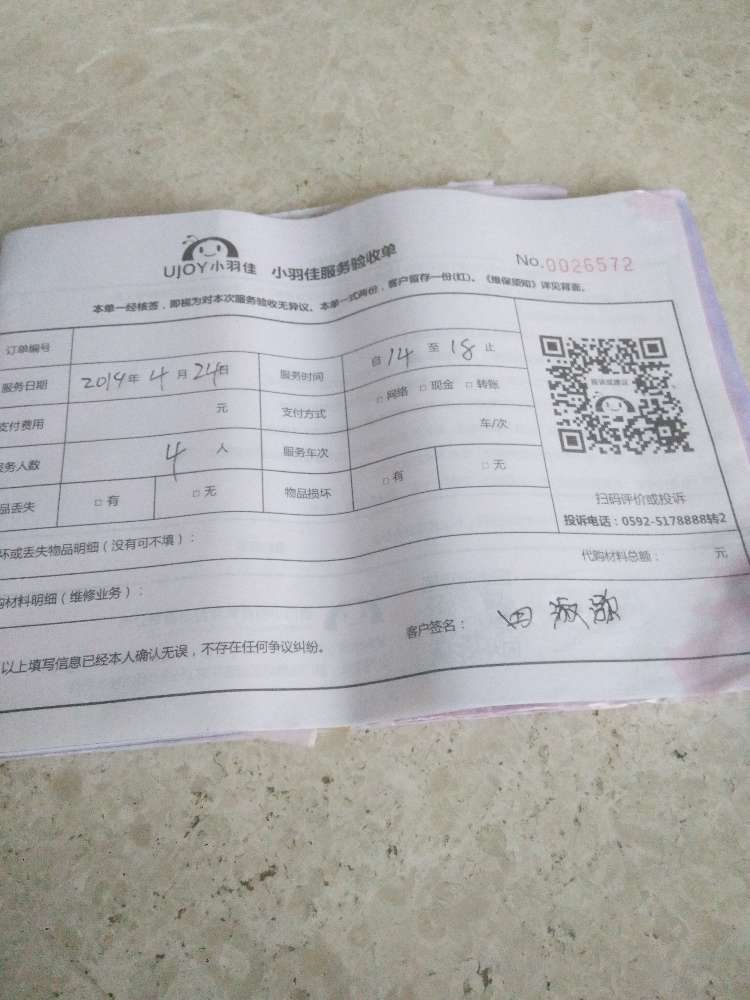 UJOY小羽佳 小羽佳服务验收单 No.0026572
本单一经核签，即视为对本次服务验收无异议。本单一式两份，客户留存一份(红)。《维保须知》详见背面。
订单编号
服务日期 2019年 4月 24日 服务时间 自 14 至 18 止
支付费用 元 支付方式 □ 网络 □ 现金 □ 转账
务人数 4 人 服务车次 车/次
品丢失 □ 有 □ 无 物品损坏 □ 有 □ 无
投诉或建议
扫码评价或投诉
投诉电话：0592-5178888转2
坏或丢失物品明细（没有可不填）：
购材料明细（维修业务）： 代购材料总额： 元
以上填写信息已经本人确认无误，不存在任何争议纠纷。 客户签名： 田淑